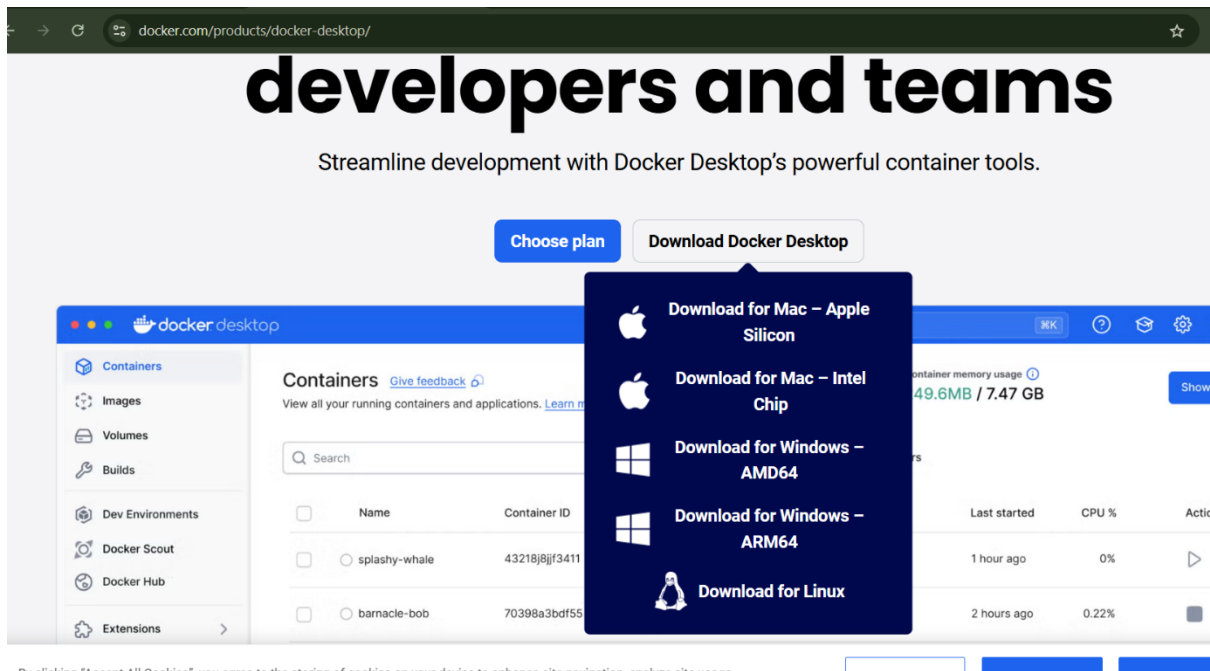 docker.com/products/docker-desktop/
developers and teams
Streamline development with Docker Desktop's powerful container tools.
Choose plan
Download Docker Desktop
Download for Mac – Apple
Silicon
Download for Mac – Intel
Chip
Download for Windows –
AMD64
Download for Windows –
ARM64
Download for Linux
docker desktop
⌘K
Containers
Images
Volumes
Builds
Dev Environments
Docker Scout
Docker Hub
Extensions
Containers Give feedback
View all your running containers and applications. Learn
container memory usage
49.6MB / 7.47 GB
Show
Search
Name Container ID Last started CPU % Actio
splashy-whale 43218j8jjf3411 1 hour ago 0%
barnacle-bob 70398a3bdf55 2 hours ago 0.22%